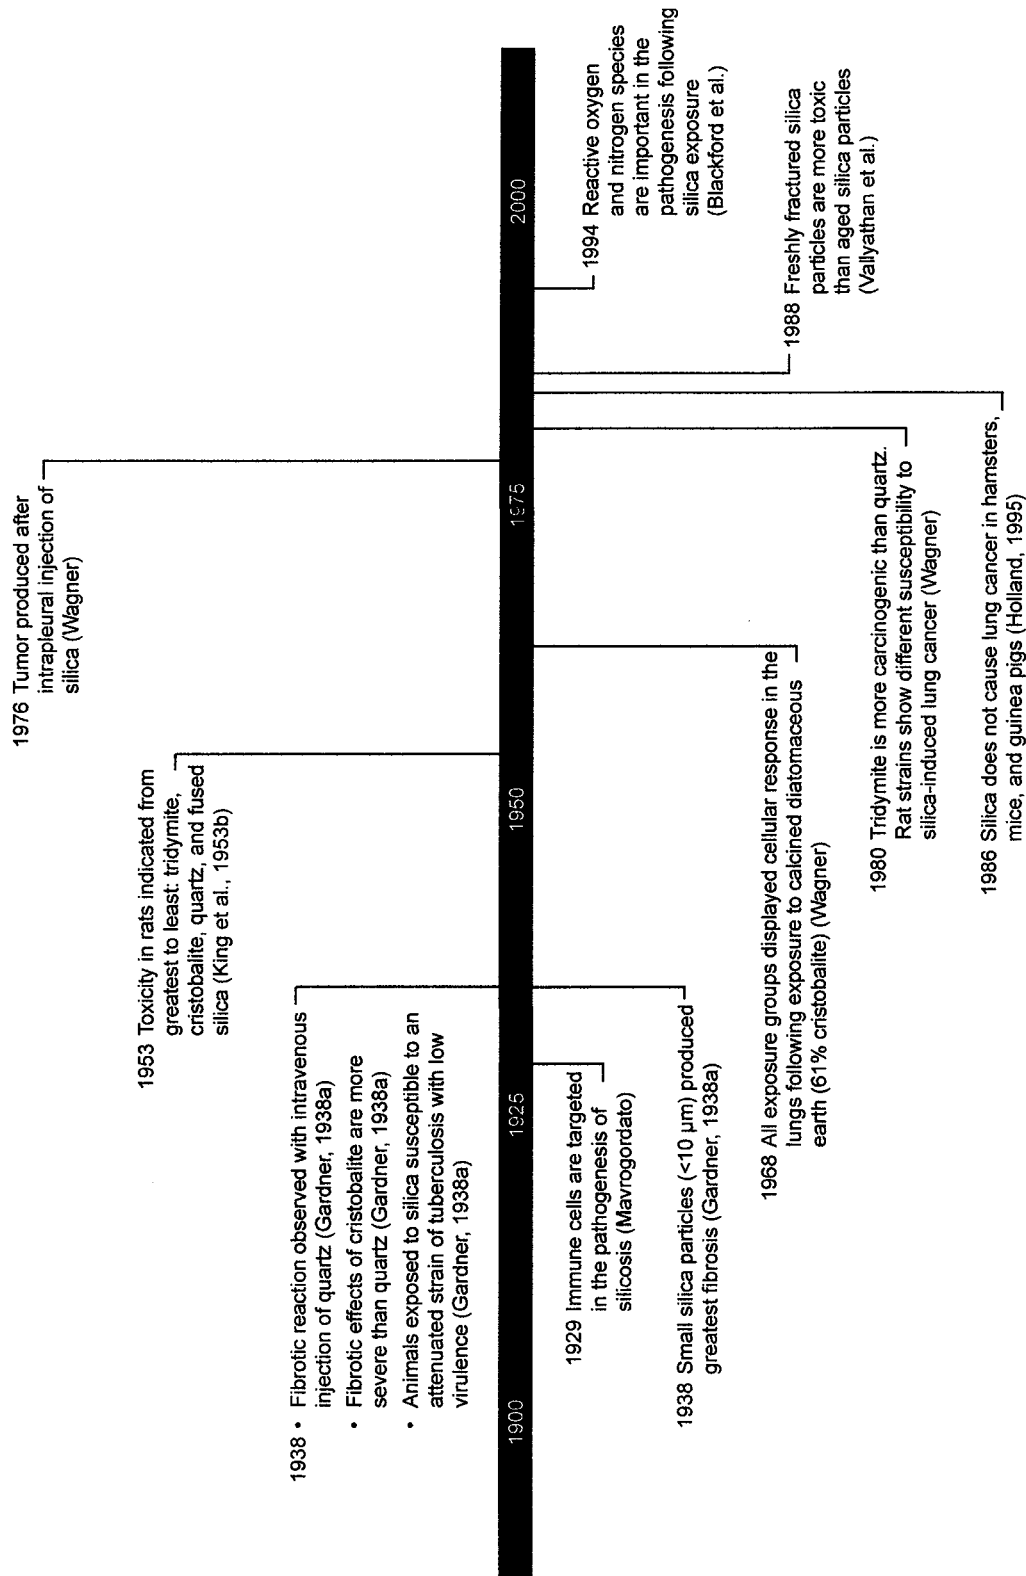 1976 Tumor produced after
intrapleural injection of
silica (Wagner)
1953 Toxicity in rats indicated from
greatest to least: tridymite,
cristobalite, quartz, and fused
silica (King et al., 1953b)
1938 • Fibrotic reaction observed with intravenous
injection of quartz (Gardner, 1938a)
• Fibrotic effects of cristobalite are more
severe than quartz (Gardner, 1938a)
• Animals exposed to silica susceptible to an
attenuated strain of tuberculosis with low
virulence (Gardner, 1938a)
1900
1925
1950
1975
2000
1929 Immune cells are targeted
in the pathogenesis of
silicosis (Mavrogordato)
1938 Small silica particles (<10 μm) produced
greatest fibrosis (Gardner, 1938a)
1968 All exposure groups displayed cellular response in the
lungs following exposure to calcined diatomaceous
earth (61% cristobalite) (Wagner)
1980 Tridymite is more carcinogenic than quartz.
Rat strains show different susceptibility to
silica-induced lung cancer (Wagner)
1986 Silica does not cause lung cancer in hamsters,
mice, and guinea pigs (Holland, 1995)
1988 Freshly fractured silica
particles are more toxic
than aged silica particles
(Vallyathan et al.)
1994 Reactive oxygen
and nitrogen species
are important in the
pathogenesis following
silica exposure
(Blackford et al.)